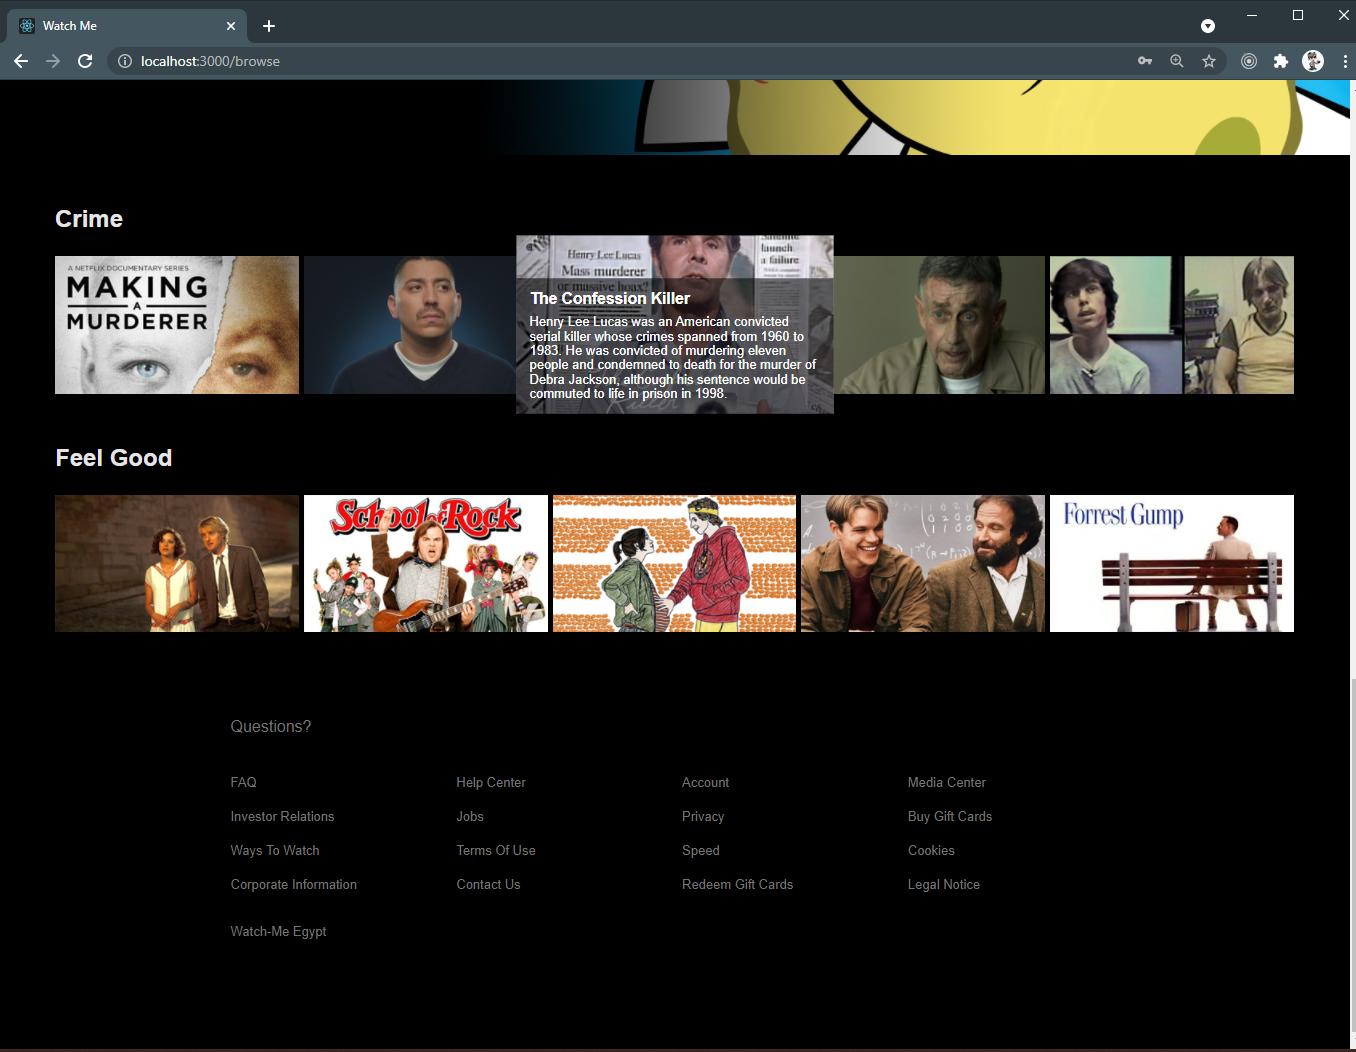 Watch Me
localhost:3000/browse
Crime
A NETFLIX DOCUMENTARY SERIES
MAKING
A
MURDERER
Henry Lee Lucas
Mass murderer
or massive hoax?
launch
a failure
The Confession Killer
Henry Lee Lucas was an American convicted
serial killer whose crimes spanned from 1960 to
1983. He was convicted of murdering eleven
people and condemned to death for the murder of
Debra Jackson, although his sentence would be
commuted to life in prison in 1998.
Killer
Feel Good
School of Rock
Forrest Gump
Questions?
FAQ
Help Center
Account
Media Center
Investor Relations
Jobs
Privacy
Buy Gift Cards
Ways To Watch
Terms Of Use
Speed
Cookies
Corporate Information
Contact Us
Redeem Gift Cards
Legal Notice
Watch-Me Egypt